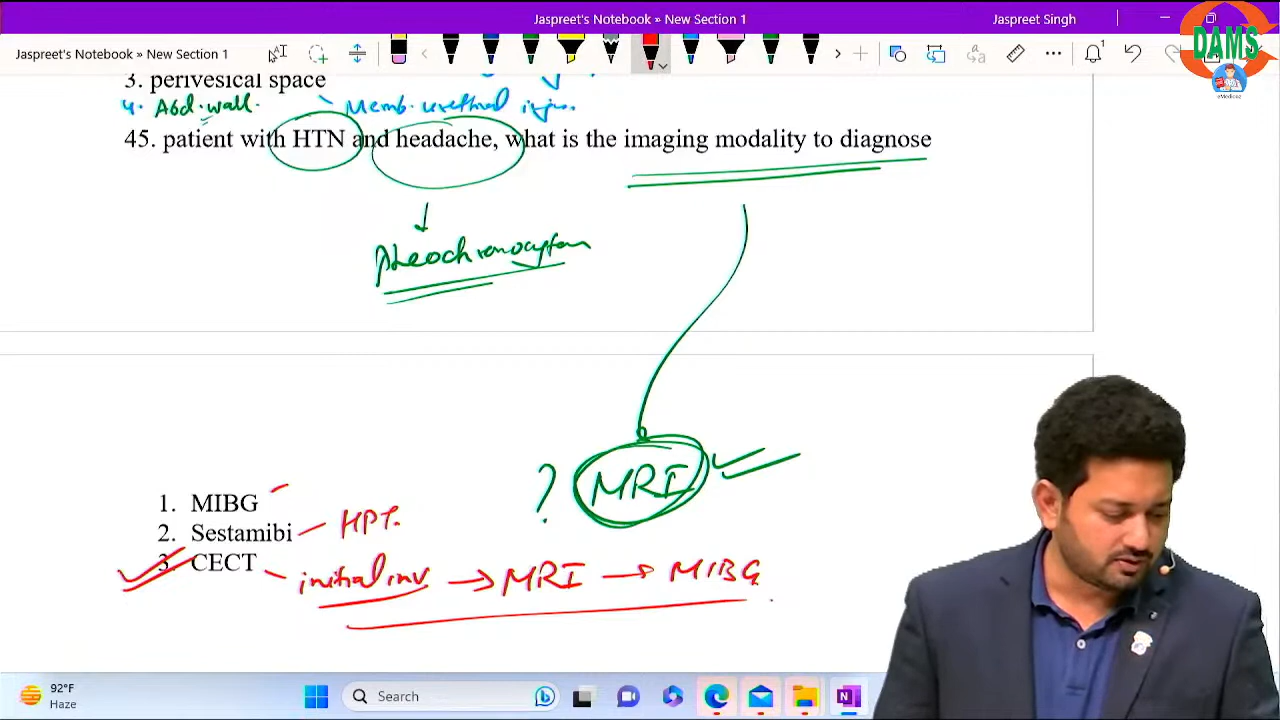 Jaspreet's Notebook » New Section 1
Jaspreet Singh
DAMS
eMedicoz
Jaspreet's Notebook » New Section 1
3. perivesical space
4. Abd. wall.
Memb. urethral
45. patient with HTN and headache, what is the imaging modality to diagnose
? MRI
1. MIBG
2. Sestamibi
HPT.
3. CECT
initial inv. → MRI → MIBG
92°F
Haze
Search